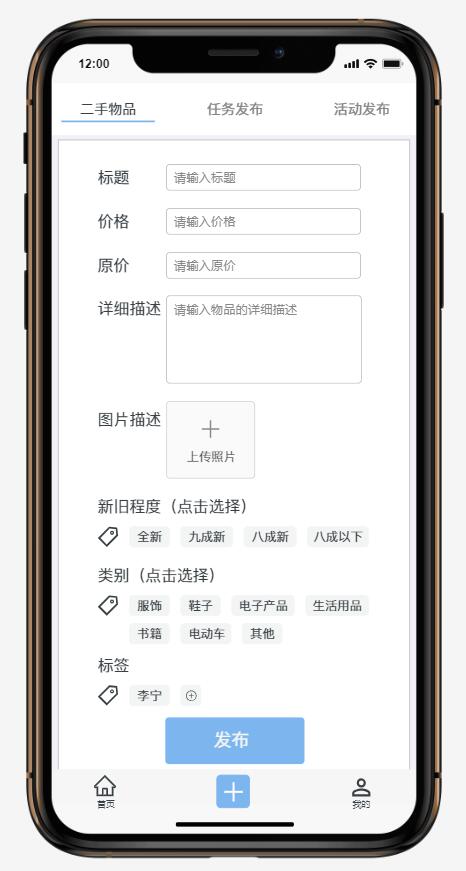 12:00
二手物品 任务发布 活动发布
标题 请输入标题
价格 请输入价格
原价 请输入原价
详细描述 请输入物品的详细描述
图片描述
上传照片
新旧程度（点击选择）
全新 九成新 八成新 八成以下
类别（点击选择）
服饰 鞋子 电子产品 生活用品
书籍 电动车 其他
标签
李宁
发布
首页 我的